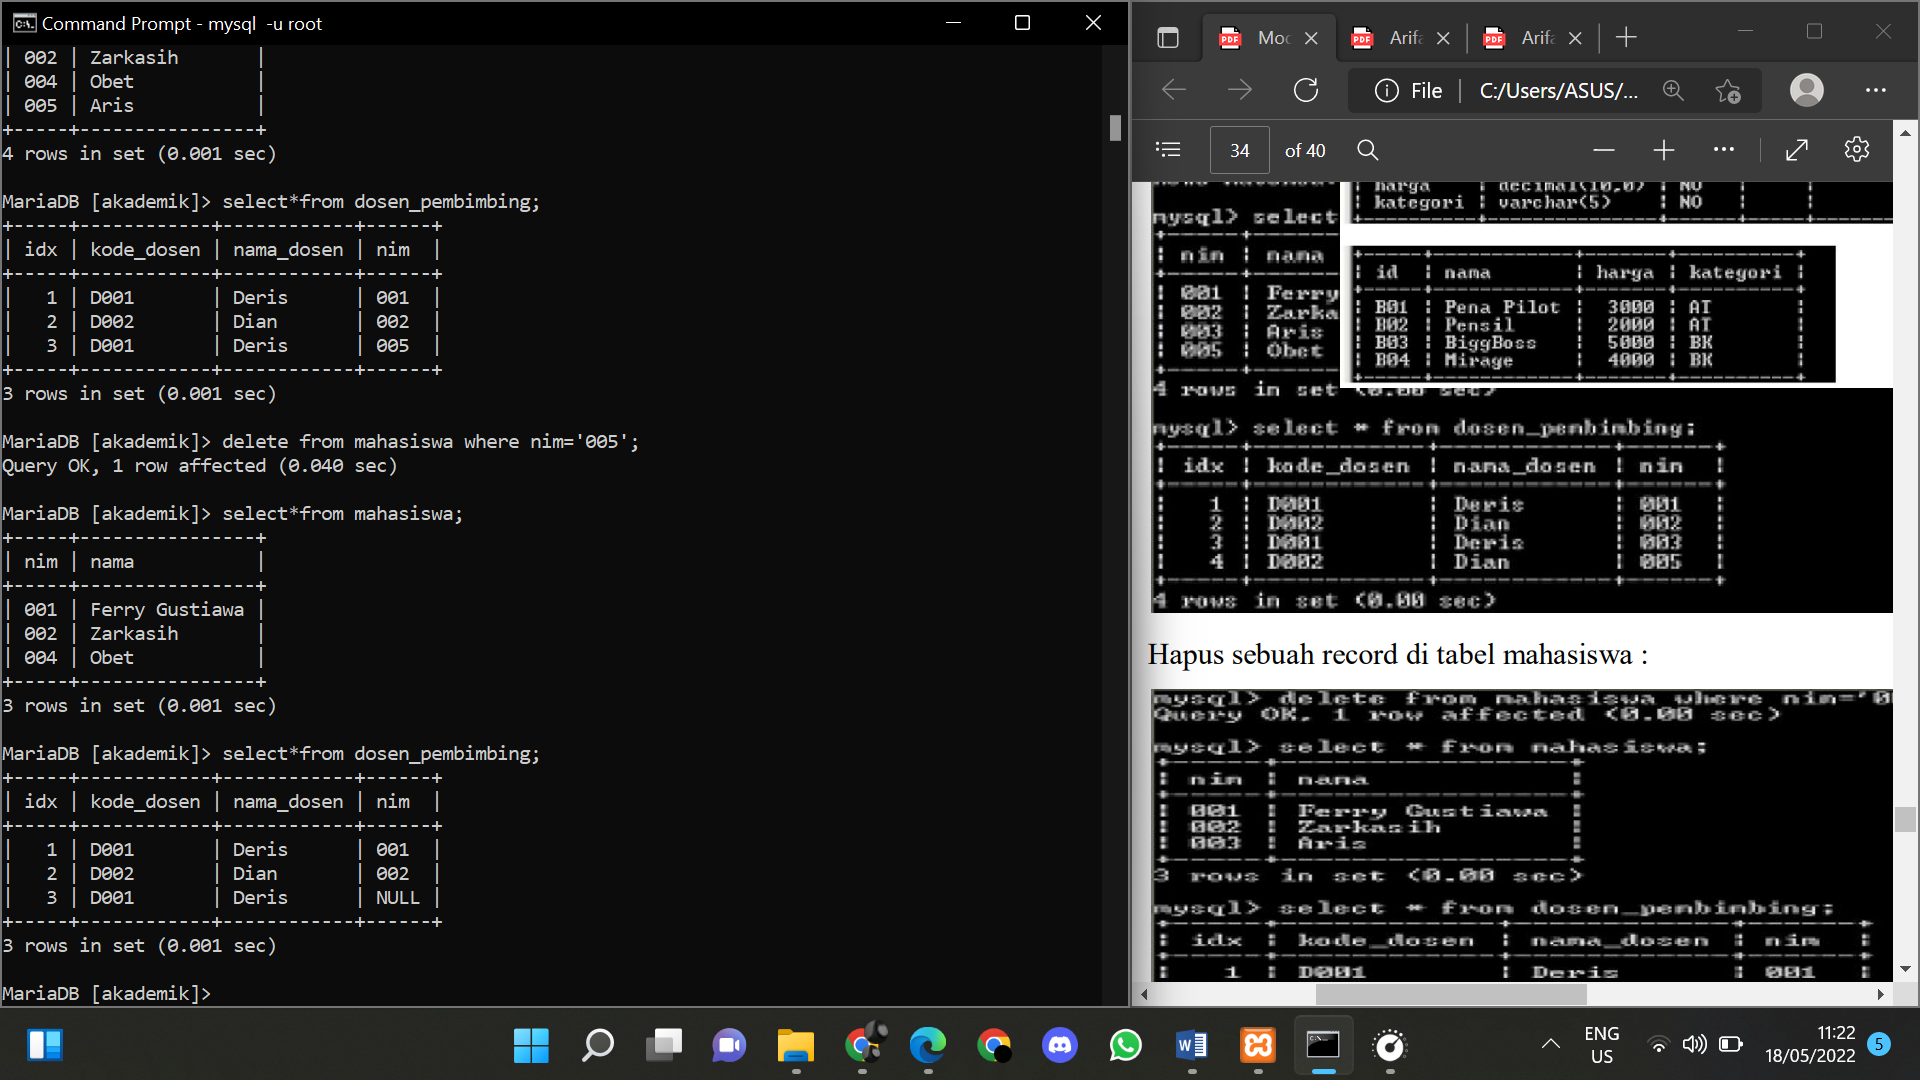 Command Prompt - mysql  -u root
| 002 | Zarkasih       |
| 004 | Obet           |
| 005 | Aris           |
+-----+----------------+
4 rows in set (0.001 sec)
MariaDB [akademik]> select*from dosen_pembimbing;
+-----+------------+------------+------+
| idx | kode_dosen | nama_dosen | nim  |
+-----+------------+------------+------+
|   1 | D001       | Deris      | 001  |
|   2 | D002       | Dian       | 002  |
|   3 | D001       | Deris      | 005  |
+-----+------------+------------+------+
3 rows in set (0.001 sec)
MariaDB [akademik]> delete from mahasiswa where nim='005';
Query OK, 1 row affected (0.040 sec)
MariaDB [akademik]> select*from mahasiswa;
+-----+----------------+
| nim | nama           |
+-----+----------------+
| 001 | Ferry Gustiawa |
| 002 | Zarkasih       |
| 004 | Obet           |
+-----+----------------+
3 rows in set (0.001 sec)
MariaDB [akademik]> select*from dosen_pembimbing;
+-----+------------+------------+------+
| idx | kode_dosen | nama_dosen | nim  |
+-----+------------+------------+------+
|   1 | D001       | Deris      | 001  |
|   2 | D002       | Dian       | 002  |
|   3 | D001       | Deris      | NULL |
+-----+------------+------------+------+
3 rows in set (0.001 sec)
MariaDB [akademik]>
PDF Moc
PDF Arifa
PDF Arifa
File C:/Users/ASUS/...
34 of 40
harga | decimal(10,0) | NO
kategori | varchar(5) | NO
mysql> select
| nim | nama
| 001 | Ferry
| 002 | Zarka
| 003 | Aris
| 005 | Obet
4 rows in set (0.00 sec)
| id | nama | harga | kategori |
| B01 | Pena Pilot | 3000 | AT |
| B02 | Pensil | 2000 | AT |
| B03 | BiggBoss | 5000 | BK |
| B04 | Mirage | 4000 | BK |
mysql> select * from dosen_pembimbing;
| idx | kode_dosen | nama_dosen | nim |
| 1 | D001 | Deris | 001 |
| 2 | D002 | Dian | 002 |
| 3 | D001 | Deris | 003 |
| 4 | D002 | Dian | 005 |
4 rows in set (0.00 sec)
Hapus sebuah record di tabel mahasiswa :
mysql> delete from mahasiswa where nim='0
Query OK, 1 row affected (0.00 sec)
mysql> select * from mahasiswa;
| nim | nama |
| 001 | Ferry Gustiawa |
| 002 | Zarkasih |
| 003 | Aris |
3 rows in set (0.00 sec)
mysql> select * from dosen_pembimbing;
| idx | kode_dosen | nama_dosen | nim |
| 1 | D001 | Deris | 001 |
ENG
US
11:22
18/05/2022
5